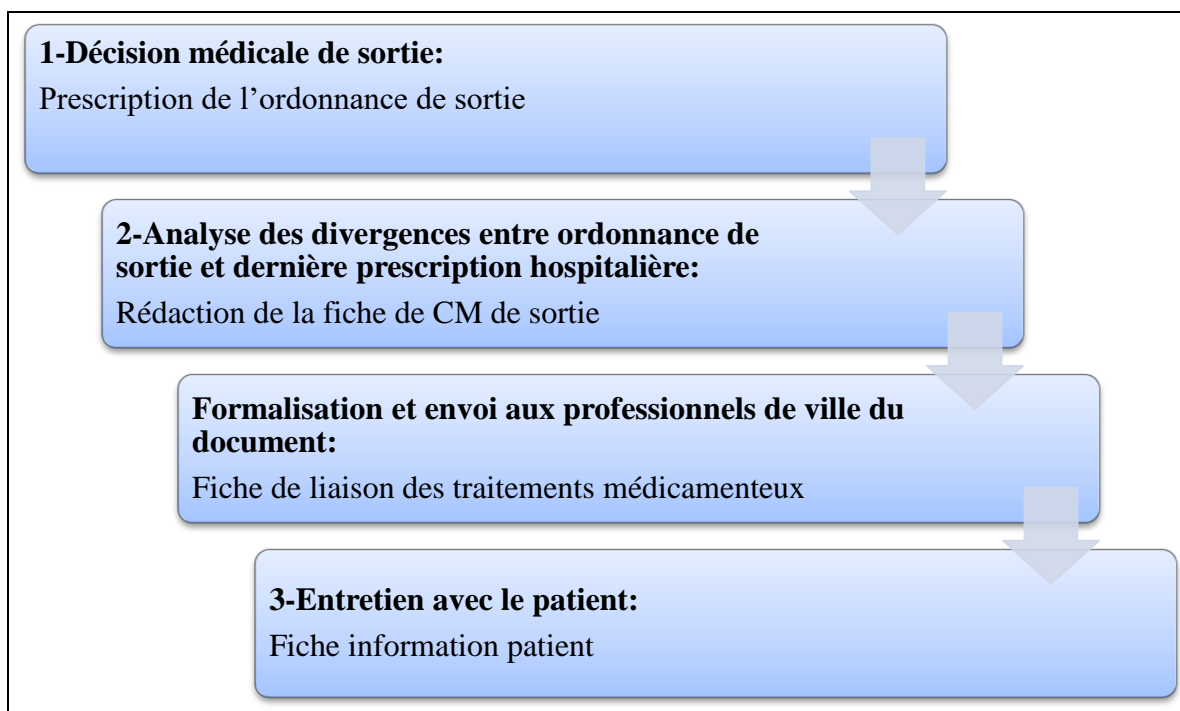 1-Décision médicale de sortie:
Prescription de l’ordonnance de sortie
2-Analyse des divergences entre ordonnance de
sortie et dernière prescription hospitalière:
Rédaction de la fiche de CM de sortie
Formalisation et envoi aux professionnels de ville du
document:
Fiche de liaison des traitements médicamenteux
3-Entretien avec le patient:
Fiche information patient